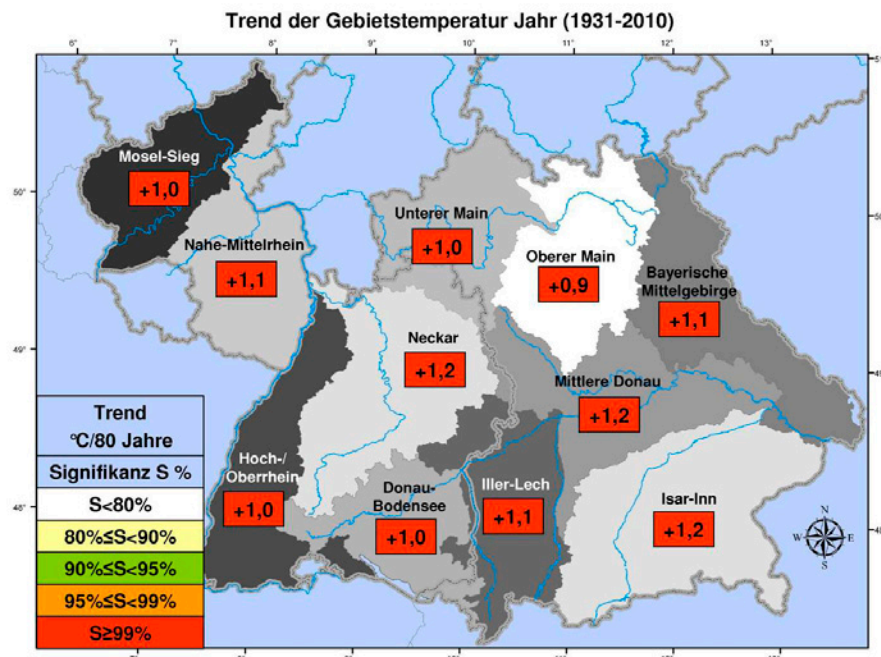 Trend der Gebietstemperatur Jahr (1931-2010)
6°
7°
8°
9°
10°
11°
12°
13°
50°
49°
48°
Mosel-Sieg
+1,0
Nahe-Mittelrhein
+1,1
Unterer Main
+1,0
Oberer Main
+0,9
Bayerische
Mittelgebirge
+1,1
Neckar
+1,2
Mittlere Donau
+1,2
Hoch-/
Oberrhein
+1,0
Donau-
Bodensee
+1,0
Iller-Lech
+1,1
Isar-Inn
+1,2
N
W
E
S
Trend
°C/80 Jahre
Signifikanz S %
S<80%
80%≤S<90%
90%≤S<95%
95%≤S<99%
S≥99%